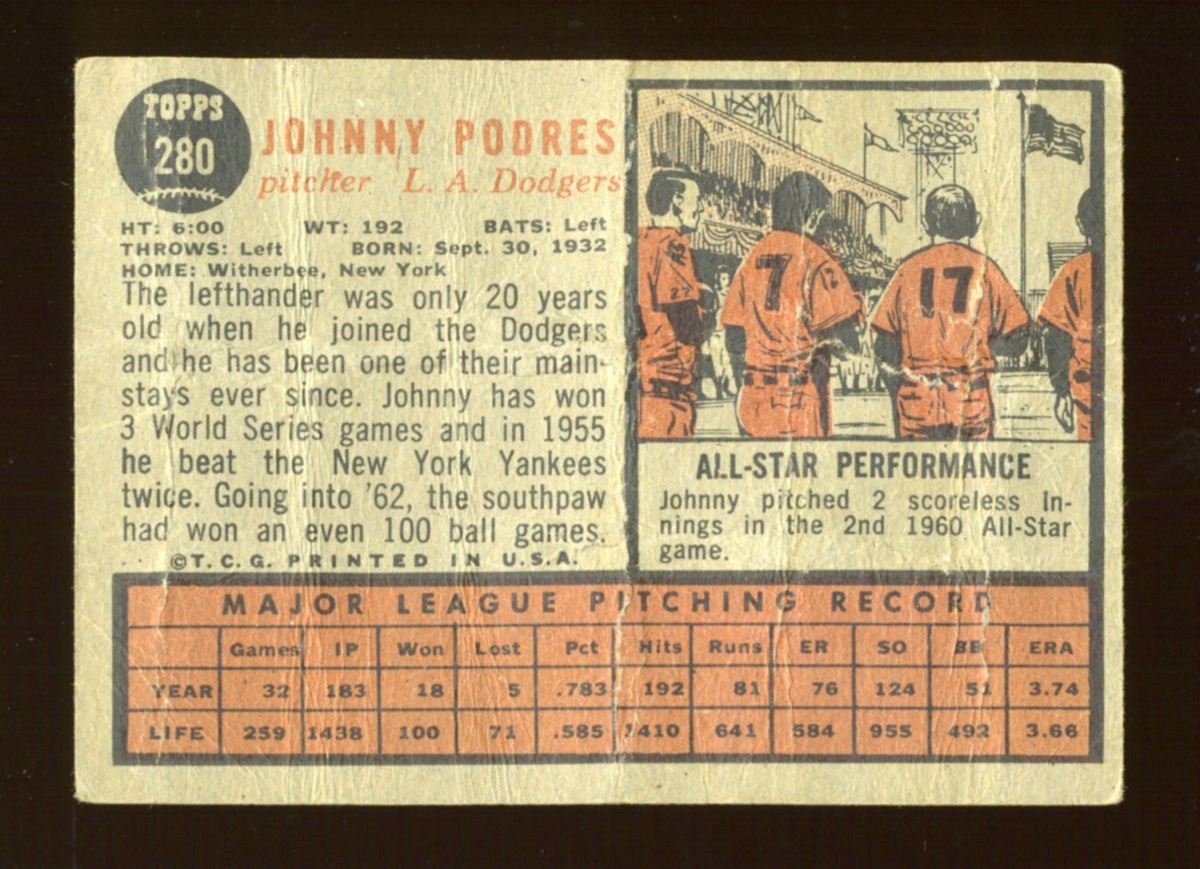 TOPPS
280
JOHNNY PODRES
pitcher L. A. Dodgers
HT: 6:00 WT: 192 BATS: Left
THROWS: Left BORN: Sept. 30, 1932
HOME: Witherbee, New York
The lefthander was only 20 years
old when he joined the Dodgers
and he has been one of their main-
stays ever since. Johnny has won
3 World Series games and in 1955
he beat the New York Yankees
twice. Going into '62, the southpaw
had won an even 100 ball games.
©T.C.G. PRINTED IN U.S.A.
7
17
ALL-STAR PERFORMANCE
Johnny pitched 2 scoreless In-
nings in the 2nd 1960 All-Star
game.
MAJOR LEAGUE PITCHING RECORD
Games IP Won Lost Pct Hits Runs ER SO BB ERA
YEAR 32 183 18 5 .783 192 81 76 124 51 3.74
LIFE 259 1438 100 71 .585 1410 641 584 955 492 3.66